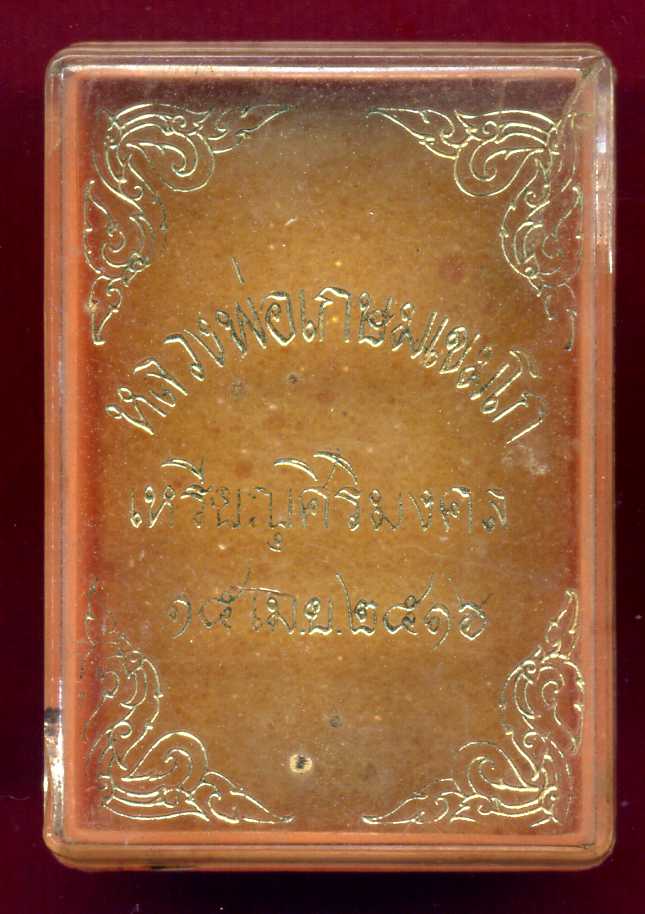 หลวงพ่อเกษมเขมโก
เหรียญศิริมงคล
๑๕ เม.ย. ๒๕๑๖